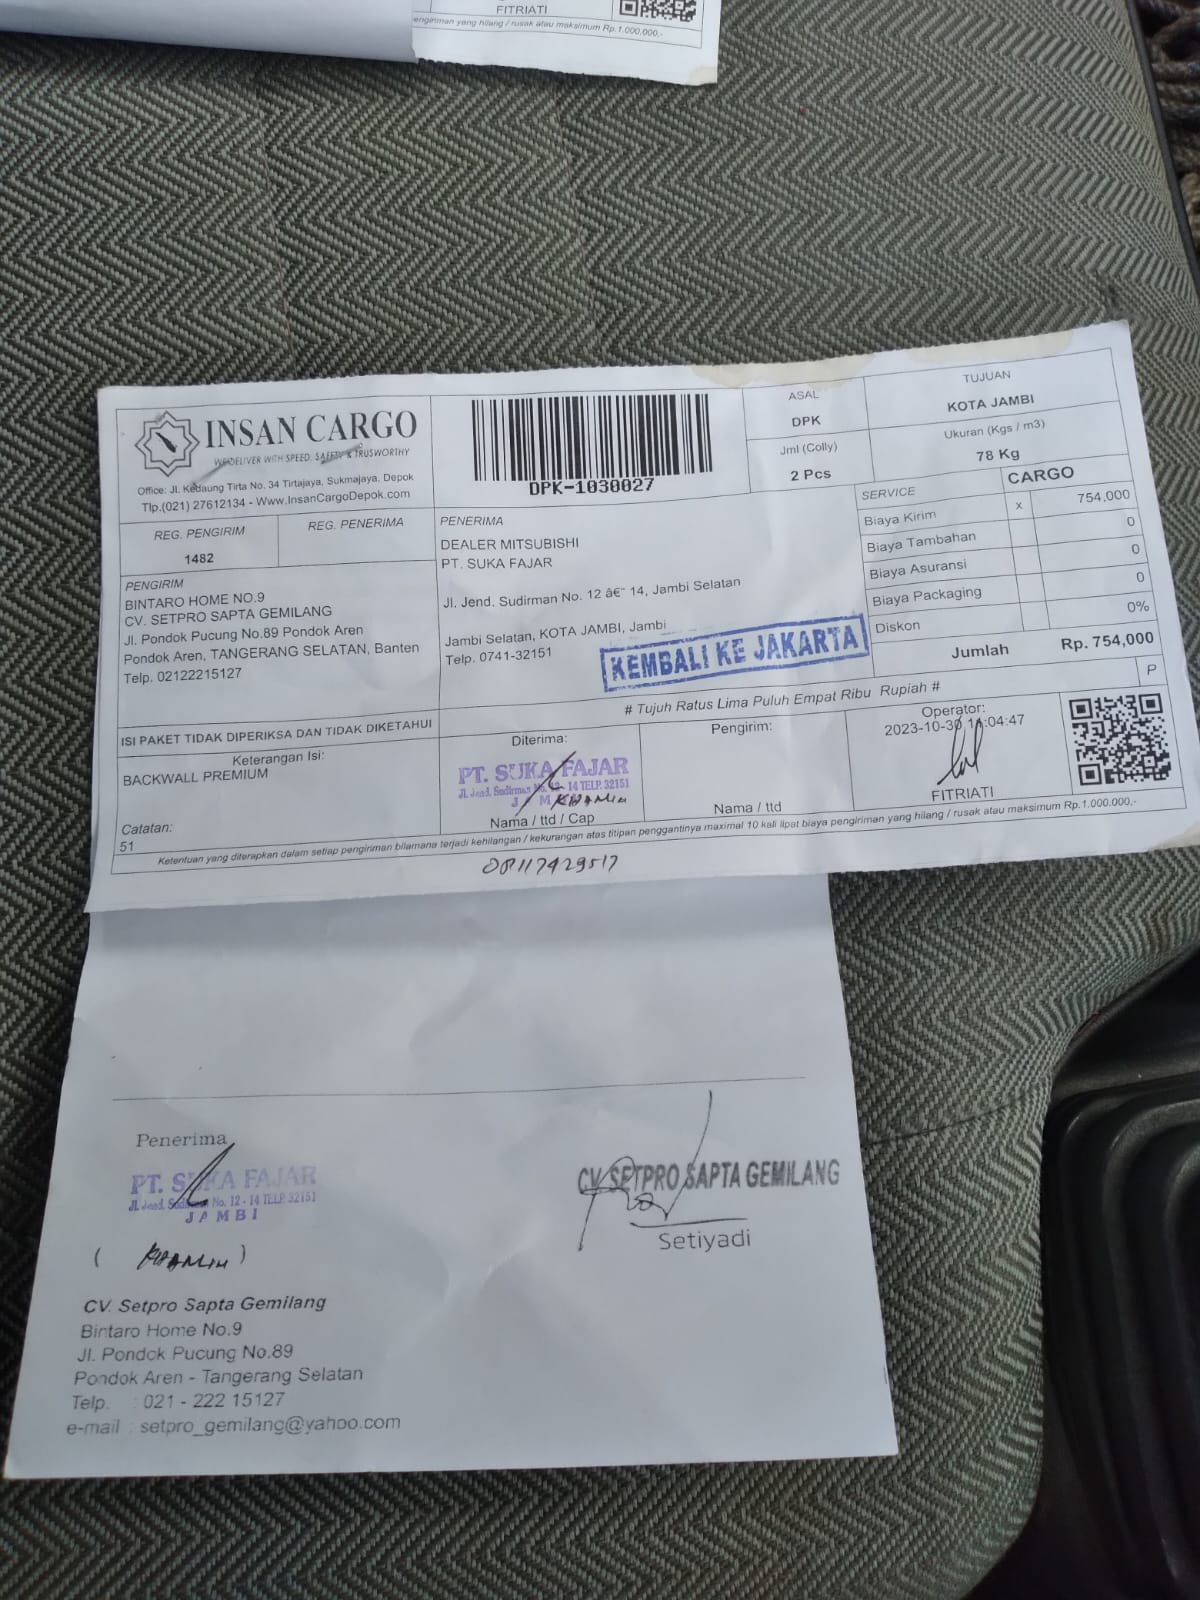 FITRIATI
engiriman yang hilang / rusak atau maksimum Rp.1.000.000,-
INSAN CARGO
WE DELIVER WITH SPEED, SAFETY & TRUSWORTHY
Office: Jl. Kedaung Tirta No. 34 Tirtajaya, Sukmajaya, Depok
Tlp.(021) 27612134 - Www.InsanCargoDepok.com
DPK-1030027
ASAL
DPK
Jml (Colly)
2 Pcs
TUJUAN
KOTA JAMBI
Ukuran (Kgs / m3)
78 Kg
REG. PENGIRIM
1482
REG. PENERIMA
PENGIRIM
BINTARO HOME NO.9
CV. SETPRO SAPTA GEMILANG
Jl. Pondok Pucung No.89 Pondok Aren
Pondok Aren, TANGERANG SELATAN, Banten
Telp. 02122215127
PENERIMA
DEALER MITSUBISHI
PT. SUKA FAJAR
Jl. Jend. Sudirman No. 12 â€“ 14, Jambi Selatan
Jambi Selatan, KOTA JAMBI, Jambi
Telp. 0741-32151
KEMBALI KE JAKARTA
SERVICE CARGO
Biaya Kirim x 754,000
Biaya Tambahan 0
Biaya Asuransi 0
Biaya Packaging 0
Diskon 0%
Jumlah Rp. 754,000
# Tujuh Ratus Lima Puluh Empat Ribu Rupiah #
P
ISI PAKET TIDAK DIPERIKSA DAN TIDAK DIKETAHUI
Keterangan Isi:
BACKWALL PREMIUM
Catatan:
51
Diterima:
PT. SUKA FAJAR
Jl. Jend. Sudirman No. 12 - 14 TELP. 32151
Nama / ttd / Cap
Pengirim:
Nama / ttd
Operator:
2023-10-30 10:04:47
FITRIATI
Ketentuan yang diterapkan dalam setiap pengiriman bilamana terjadi kehilangan / kekurangan atas titipan penggantinya maximal 10 kali lipat biaya pengiriman yang hilang / rusak atau maksimum Rp.1.000.000,-
08117429517
Penerima
PT. SUKA FAJAR
Jl. Jend. Sudirman No. 12 - 14 TELP. 32151
JAMBI
CV. SETPRO SAPTA GEMILANG
Setiyadi
CV. Setpro Sapta Gemilang
Bintaro Home No.9
Jl. Pondok Pucung No.89
Pondok Aren - Tangerang Selatan
Telp. : 021 - 222 15127
e-mail : setpro_gemilang@yahoo.com